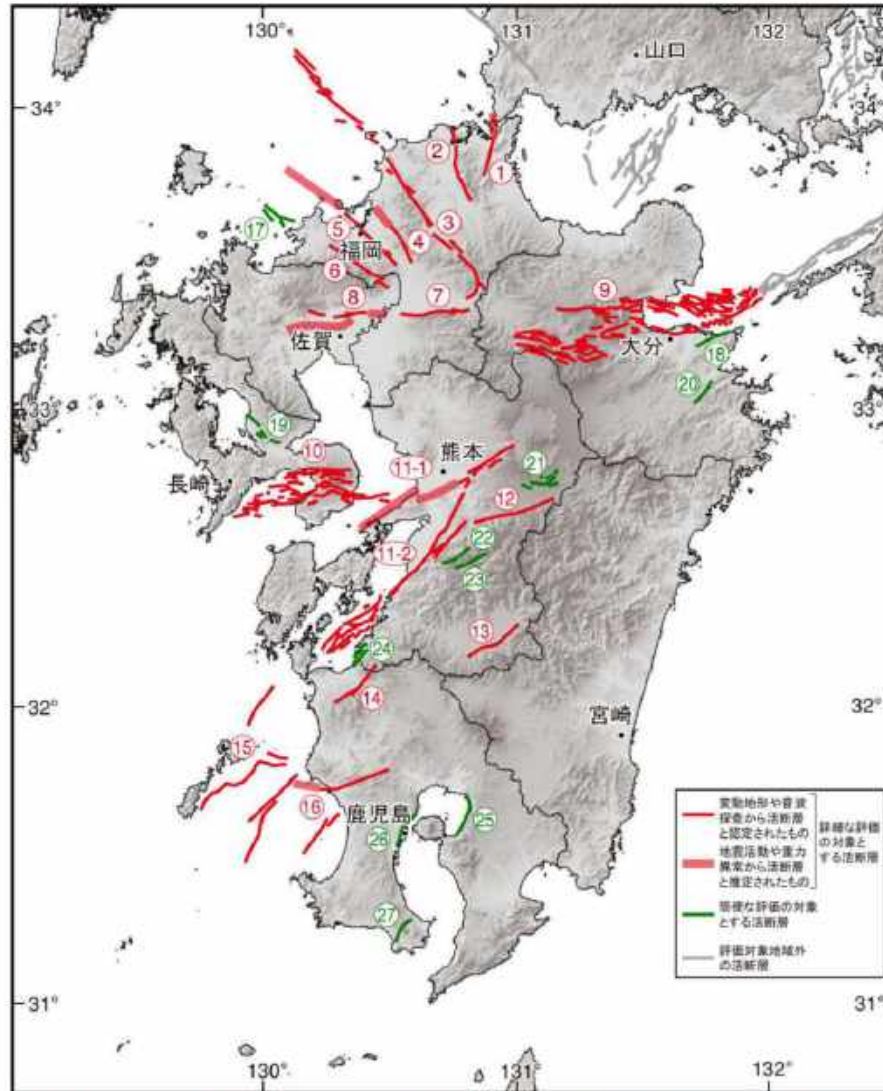 130°
131°
132°
山口
34°
34°
②
①
③
⑰
⑤
福岡
④
⑥
⑧
⑦
⑨
佐賀
大分
⑱
33°
⑳
33°
⑲
⑩
熊本
11-1
㉑
長崎
⑫
㉒
11-2
㉓
⑬
㉔
⑭
32°
32°
宮崎
⑮
⑯
鹿児島
㉕
㉖
㉗
変動地形や音波
探査から活断層
と認定されたもの
地震活動や重力
異常から活断層
と推定されたもの
詳細な評価
の対象と
する活断層
簡便な評価の対象
とする活断層
評価対象地域外
の活断層
31°
31°
130°
131°
132°